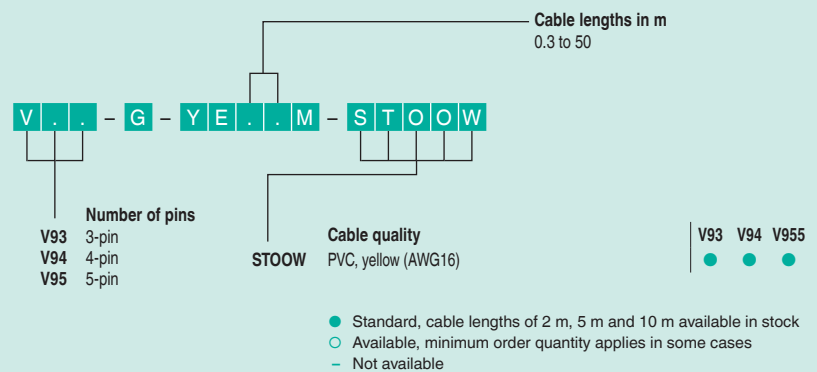 Cable lengths in m
0.3 to 50
V . . – G – Y E . . M – S T O O W
Number of pins
V93 3-pin
V94 4-pin
V95 5-pin
Cable quality
STOOW PVC, yellow (AWG16)
V93 V94 V955
● ● ●
● Standard, cable lengths of 2 m, 5 m and 10 m available in stock
○ Available, minimum order quantity applies in some cases
– Not available